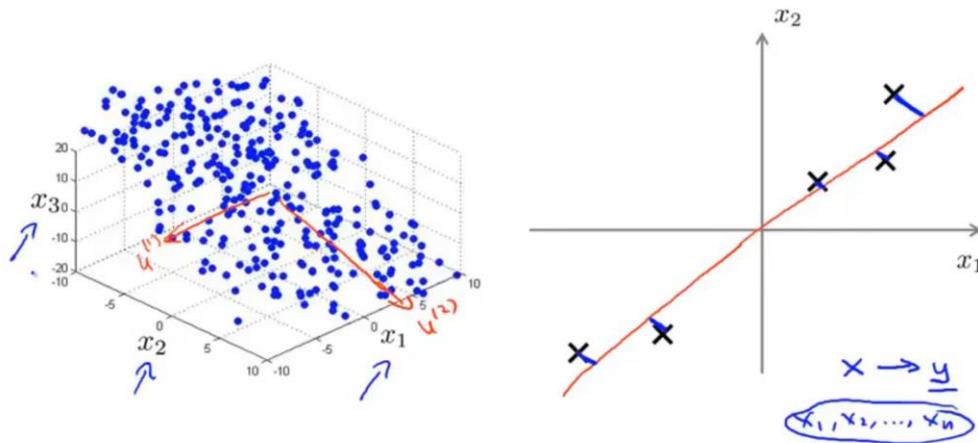 x₂
20
10
x₃ 0
-10
-20
-10
-5
0
x₂
5
10
-10
-5
0
x₁
5
10
u⁽¹⁾
u⁽²⁾
x₁
x → y
x₁, x₂, ..., xₙ